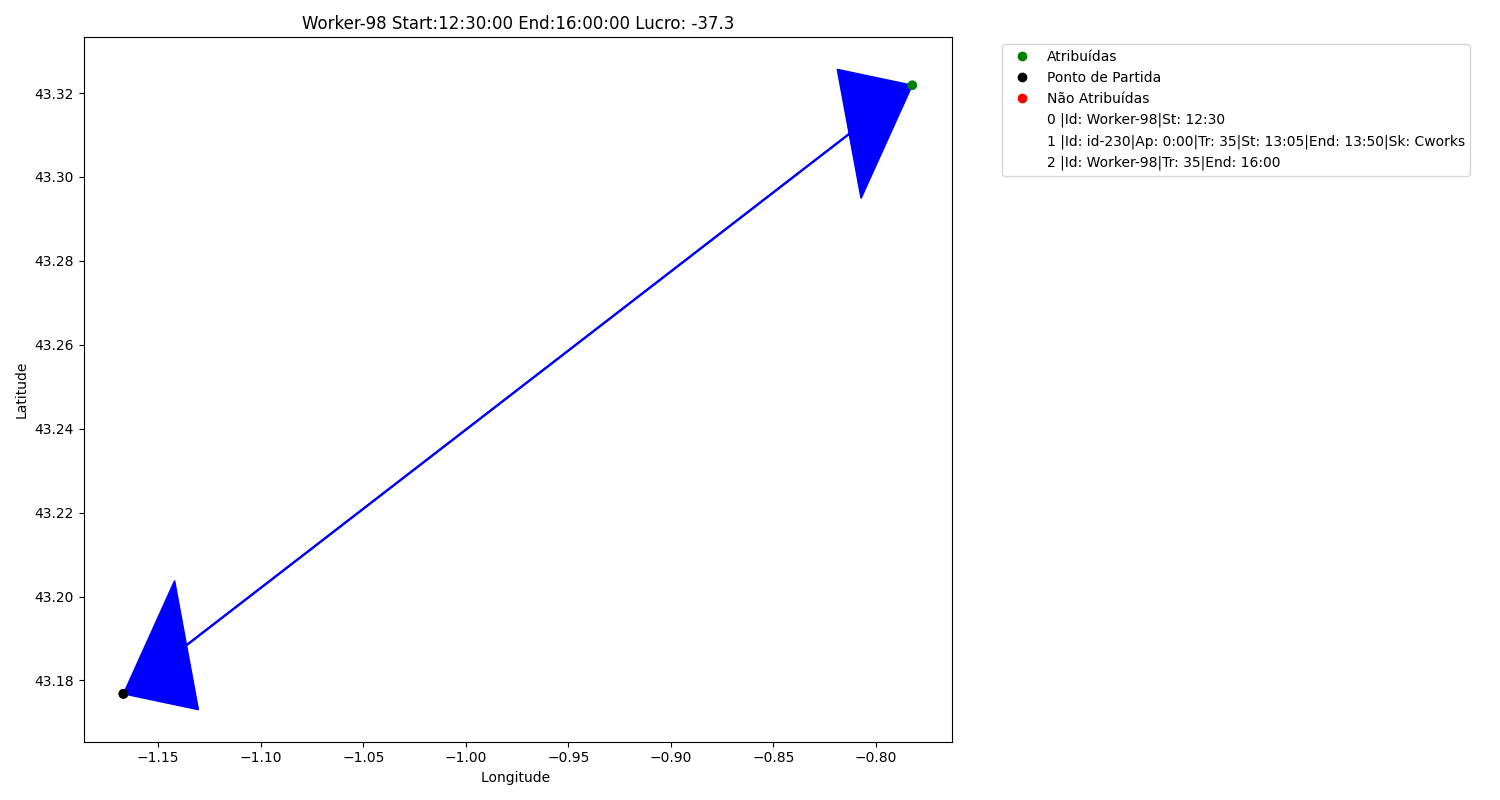 Worker-98 Start:12:30:00 End:16:00:00 Lucro: -37.3
Atribuídas
Ponto de Partida
Não Atribuídas
0 |Id: Worker-98|St: 12:30
1 |Id: id-230|Ap: 0:00|Tr: 35|St: 13:05|End: 13:50|Sk: Cworks
2 |Id: Worker-98|Tr: 35|End: 16:00
Latitude
43.32
43.30
43.28
43.26
43.24
43.22
43.20
43.18
−1.15 −1.10 −1.05 −1.00 −0.95 −0.90 −0.85 −0.80
Longitude